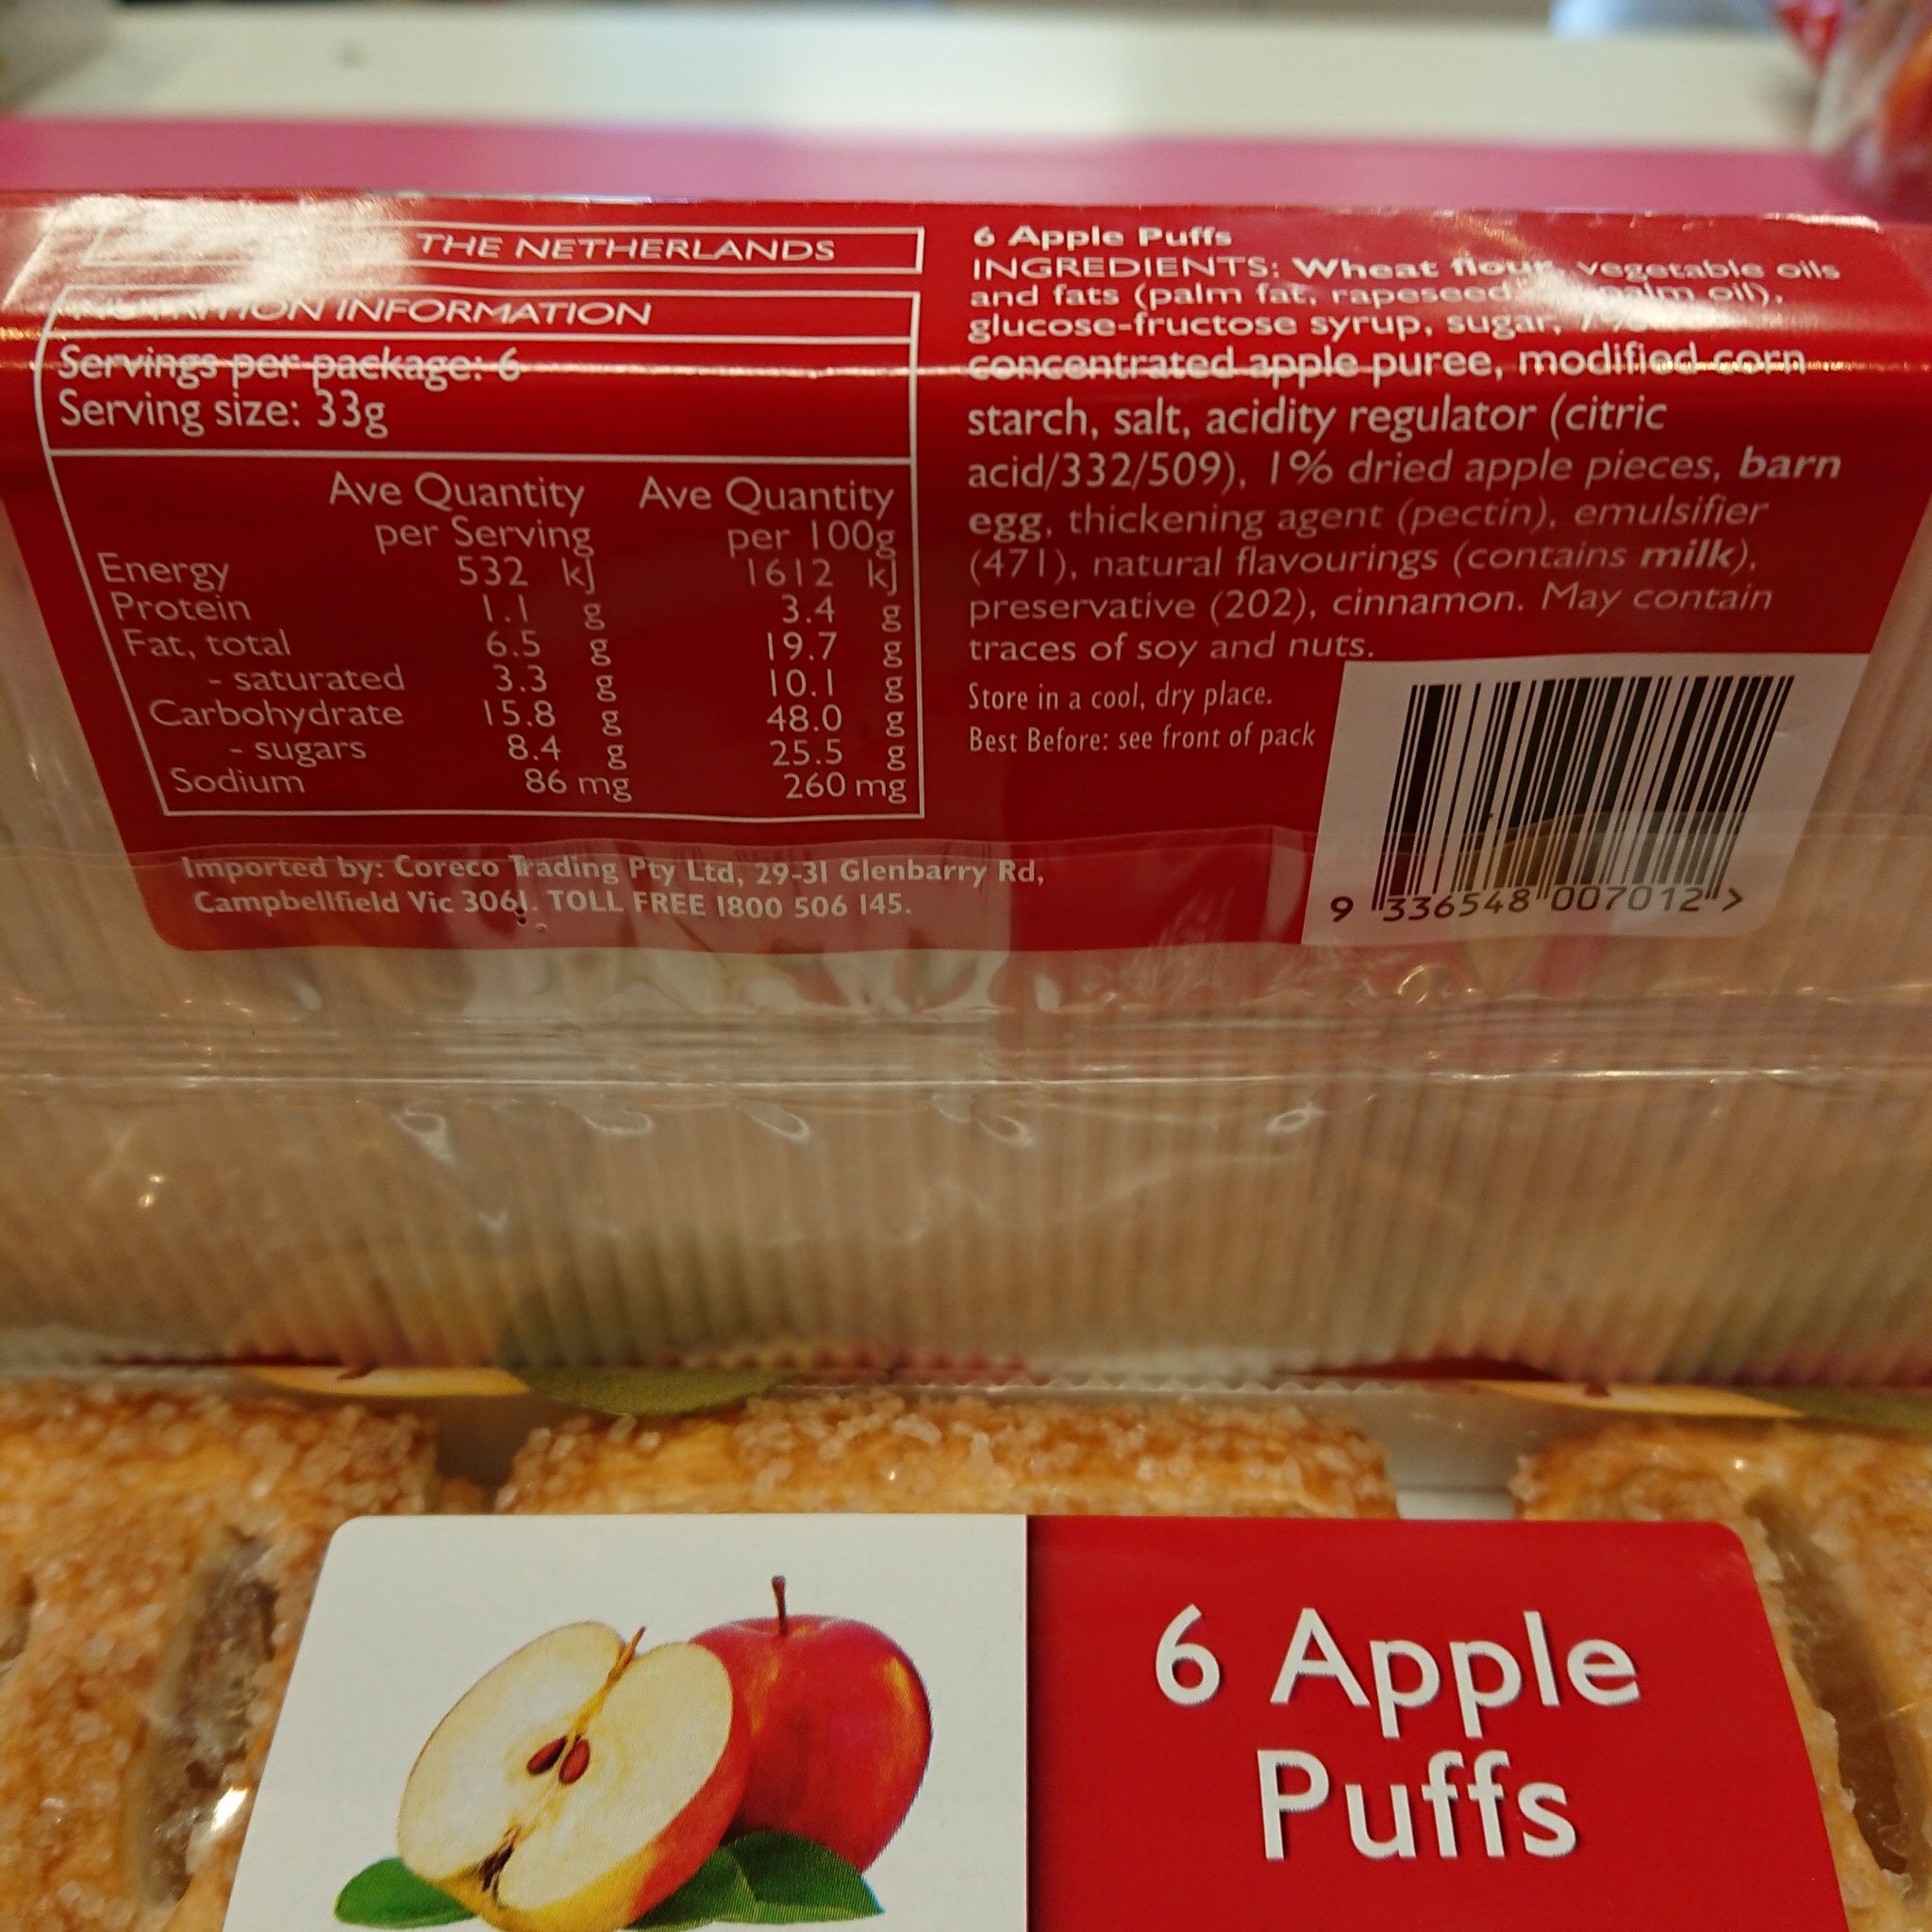 THE NETHERLANDS
NUTRITION INFORMATION
Servings per package: 6
Serving size: 33g
Ave Quantity Ave Quantity
per Serving per 100g
Energy 532 kJ 1612 kJ
Protein 1.1 g 3.4 g
Fat, total 6.5 g 19.7 g
- saturated 3.3 g 10.1 g
Carbohydrate 15.8 g 48.0 g
- sugars 8.4 g 25.5 g
Sodium 86 mg 260 mg
Imported by: Coreco Trading Pty Ltd, 29-31 Glenbarry Rd,
Campbellfield Vic 3061. TOLL FREE 1800 506 145.
6 Apple Puffs
INGREDIENTS: Wheat flour, vegetable oils
and fats (palm fat, rapeseed palm oil),
glucose-fructose syrup, sugar,
concentrated apple puree, modified corn
starch, salt, acidity regulator (citric
acid/332/509), 1% dried apple pieces, barn
egg, thickening agent (pectin), emulsifier
(471), natural flavourings (contains milk),
preservative (202), cinnamon. May contain
traces of soy and nuts.
Store in a cool, dry place.
Best Before: see front of pack
9 336548 007012 >
6 Apple
Puffs